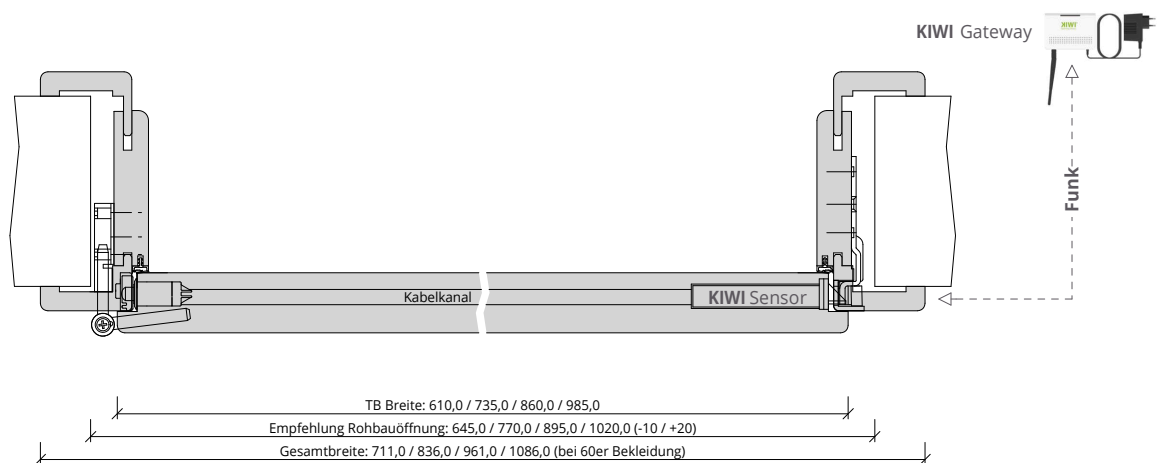 KIWI Gateway
KIWI
Funk
Kabelkanal
KIWI Sensor
TB Breite: 610,0 / 735,0 / 860,0 / 985,0
Empfehlung Rohbauöffnung: 645,0 / 770,0 / 895,0 / 1020,0 (-10 / +20)
Gesamtbreite: 711,0 / 836,0 / 961,0 / 1086,0 (bei 60er Bekleidung)